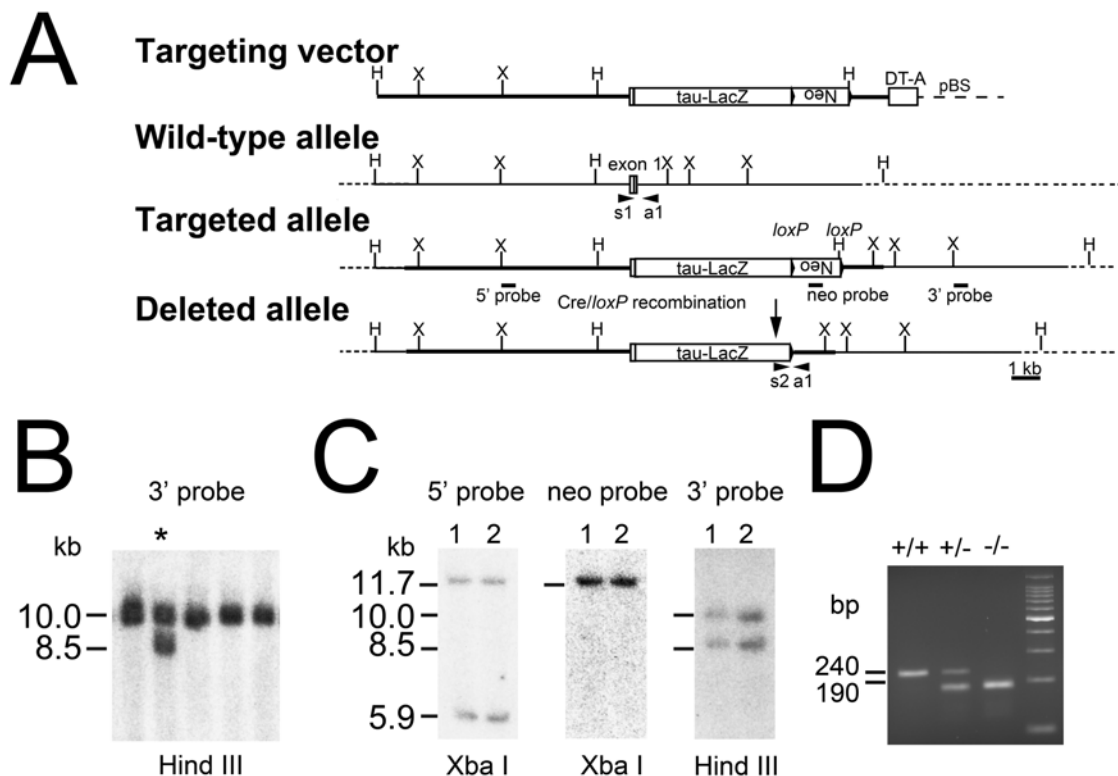 A
Targeting vector
H X X H H DT-A pBS
tau-LacZ Neo
Wild-type allele
H X X H exon 1 X X X H
s1 a1
Targeted allele
loxP loxP
H X X H H X X X H
tau-LacZ Neo
5' probe neo probe 3' probe
Cre/loxP recombination
Deleted allele
H X X H X X X H
tau-LacZ
s2 a1
1 kb
B
3' probe
*
kb
10.0
8.5
Hind III
C
5' probe neo probe 3' probe
1 2 1 2 1 2
11.7
10.0
8.5
5.9
Xba I Xba I Hind III
D
+/+ +/- -/-
bp
240
190